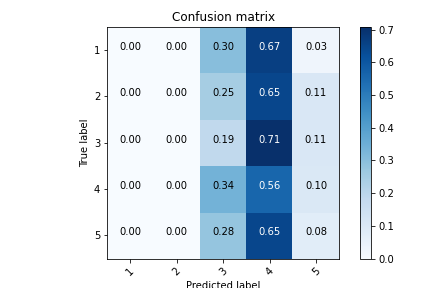 Confusion matrix
1 0.00 0.00 0.30 0.67 0.03
2 0.00 0.00 0.25 0.65 0.11
3 0.00 0.00 0.19 0.71 0.11
4 0.00 0.00 0.34 0.56 0.10
5 0.00 0.00 0.28 0.65 0.08
True label
1 2 3 4 5
Predicted label
0.7
0.6
0.5
0.4
0.3
0.2
0.1
0.0